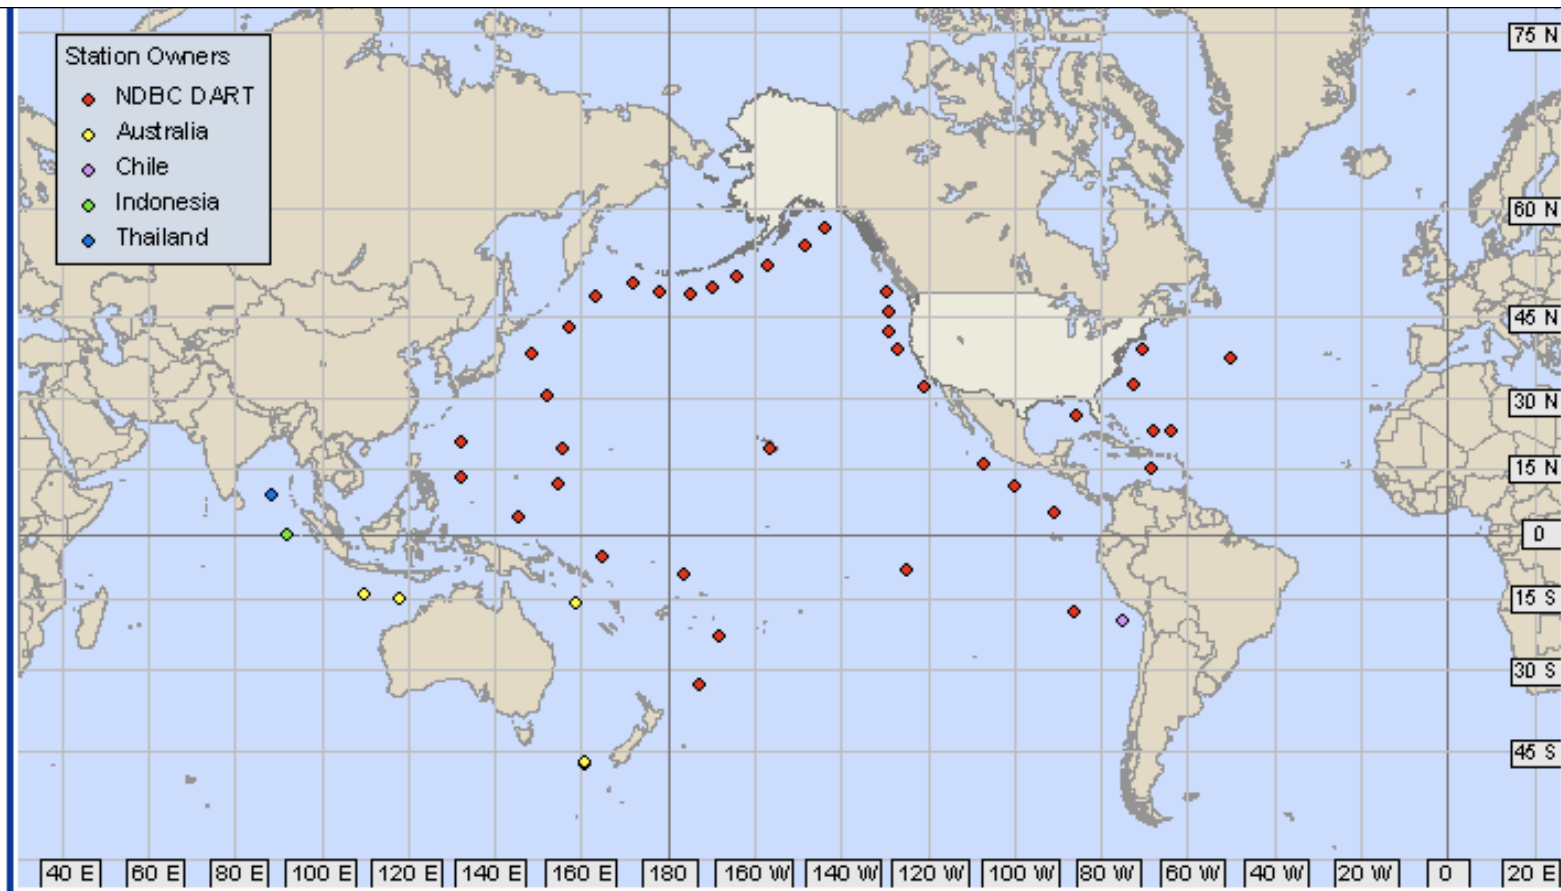 Station Owners
NDBC DART
Australia
Chile
Indonesia
Thailand
75 N
60 N
45 N
30 N
15 N
0
15 S
30 S
45 S
40 E
60 E
80 E
100 E
120 E
140 E
160 E
180
160 W
140 W
120 W
100 W
80 W
60 W
40 W
20 W
0
20 E